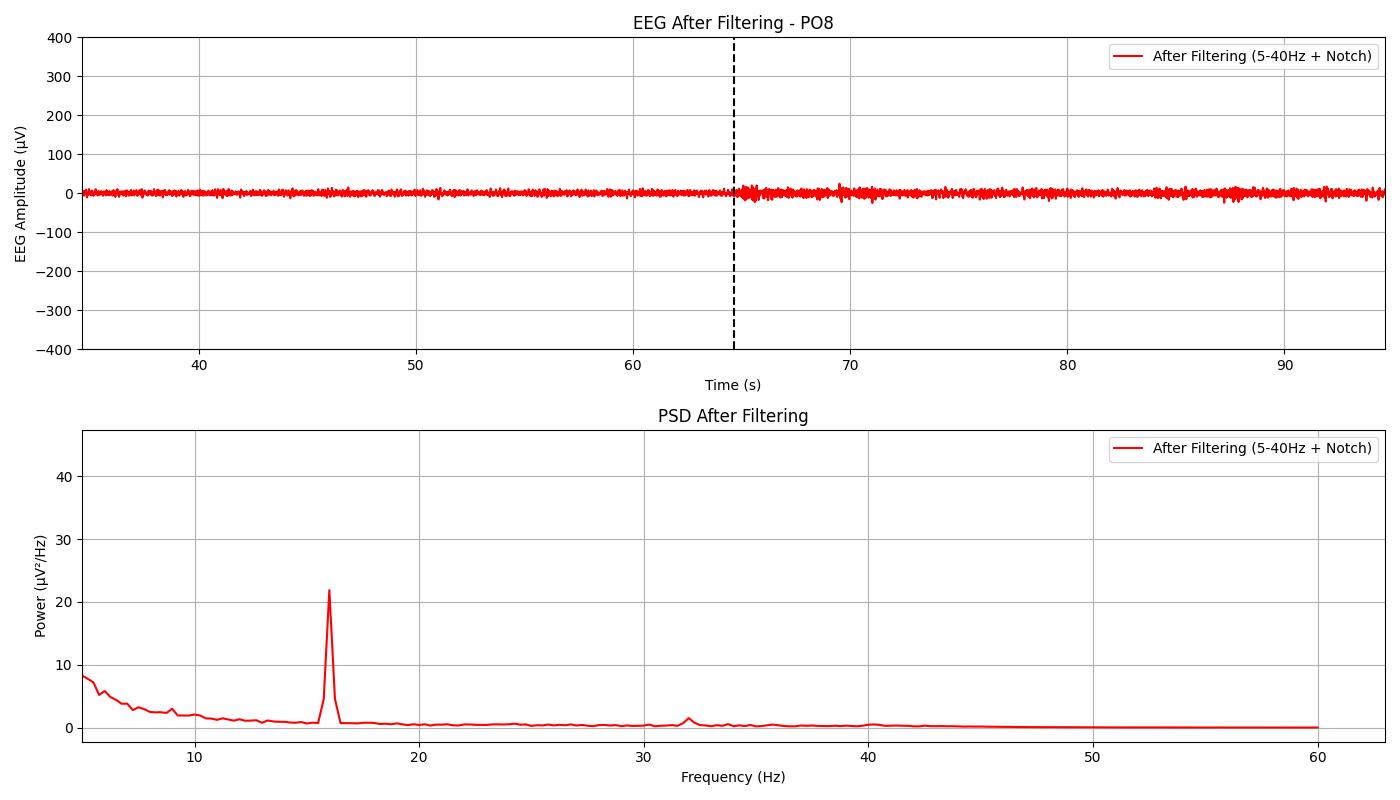 EEG After Filtering - PO8
After Filtering (5-40Hz + Notch)
EEG Amplitude (µV)
400
300
200
100
0
−100
−200
−300
−400
40 50 60 70 80 90
Time (s)
PSD After Filtering
After Filtering (5-40Hz + Notch)
Power (µV²/Hz)
40
30
20
10
0
10 20 30 40 50 60
Frequency (Hz)